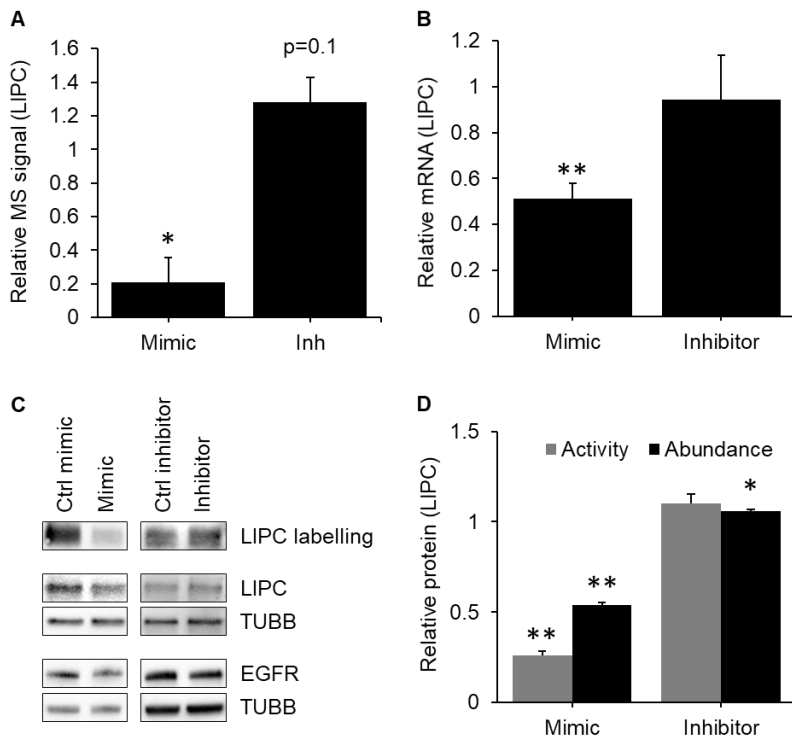 A
Relative MS signal (LIPC)
1.6
1.4
1.2
1
0.8
0.6
0.4
0.2
0
*
p=0.1
Mimic
Inh
B
Relative mRNA (LIPC)
1.2
1
0.8
0.6
0.4
0.2
0
**
Mimic
Inhibitor
C
Ctrl mimic
Mimic
Ctrl inhibitor
Inhibitor
LIPC labelling
LIPC
TUBB
EGFR
TUBB
D
Relative protein (LIPC)
1.5
1
0.5
0
Activity
Abundance
**
**
*
Mimic
Inhibitor